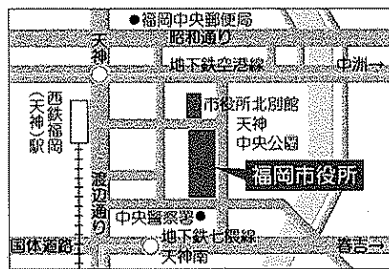 ●福岡中央郵便局
昭和通り
天神
地下鉄空港線
中洲→
西鉄福岡
(天神)駅
市役所北別館
天神
中央公園
福岡市役所
渡辺通り
中央警察署●
地下鉄七隈線
天神南
国体道路
春吉→